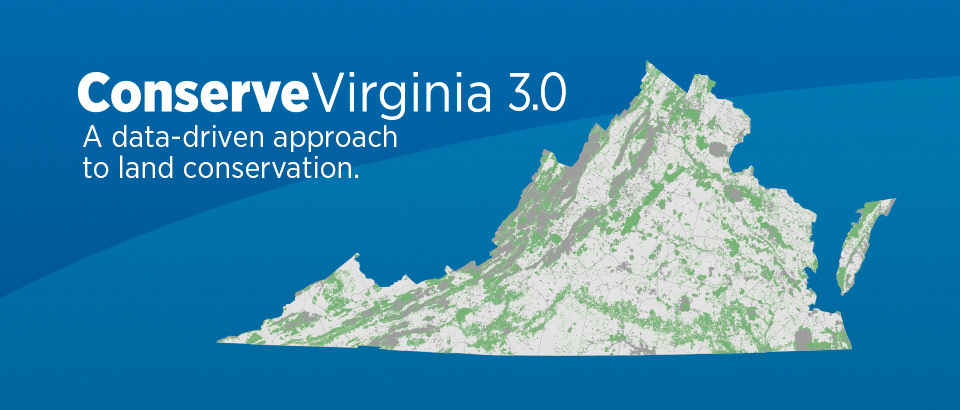 ConserveVirginia 3.0
A data-driven approach
to land conservation.